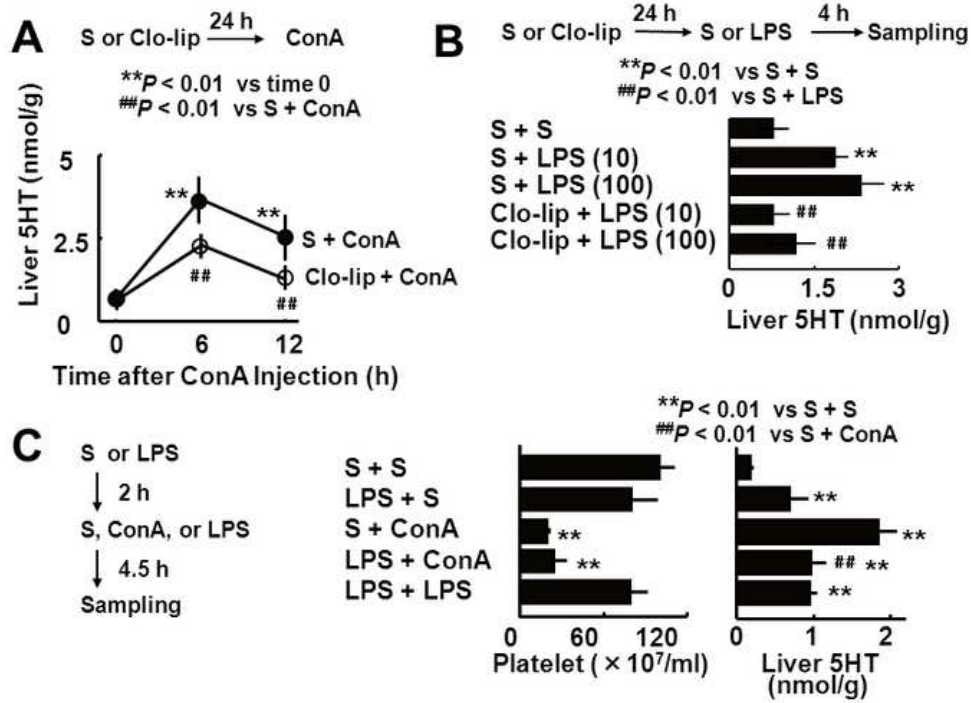 A
S or Clo-lip 24 h ConA
**P < 0.01 vs time 0
##P < 0.01 vs S + ConA
Liver 5HT (nmol/g)
5
2.5
0
** **
S + ConA
Clo-lip + ConA
## ##
0 6 12
Time after ConA Injection (h)
B
S or Clo-lip 24 h S or LPS 4 h Sampling
**P < 0.01 vs S + S
##P < 0.01 vs S + LPS
S + S
S + LPS (10) **
S + LPS (100) **
Clo-lip + LPS (10) ##
Clo-lip + LPS (100) ##
0 1.5 3
Liver 5HT (nmol/g)
C
S or LPS
2 h
S, ConA, or LPS
4.5 h
Sampling
**P < 0.01 vs S + S
##P < 0.01 vs S + ConA
S + S
LPS + S **
S + ConA ** **
LPS + ConA ** ## **
LPS + LPS **
0 60 120
Platelet ( × 10⁷/ml)
0 1 2
Liver 5HT
(nmol/g)